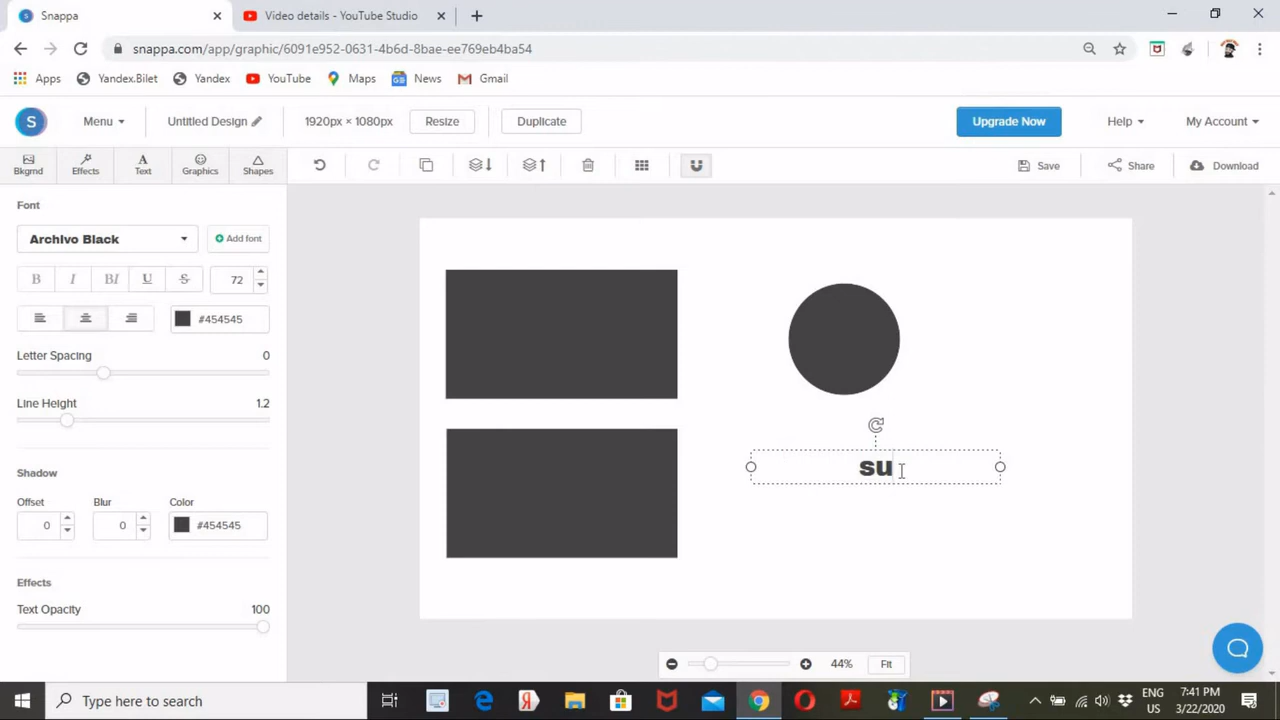 Snappa
Video details - YouTube Studio
snappa.com/app/graphic/6091e952-0631-4b6d-8bae-ee769eb4ba54
Apps
Yandex.Bilet
Yandex
YouTube
Maps
News
Gmail
S
Menu
Untitled Design
1920px × 1080px
Resize
Duplicate
Upgrade Now
Help
My Account
Bkgrnd
Effects
Text
Graphics
Shapes
Save
Share
Download
Font
Archivo Black
Add font
B
I
BI
U
S
72
#454545
Letter Spacing
0
Line Height
1.2
Shadow
Offset
Blur
Color
0
0
#454545
Effects
Text Opacity
100
su
44%
Fit
Type here to search
ENG
US
7:41 PM
3/22/2020